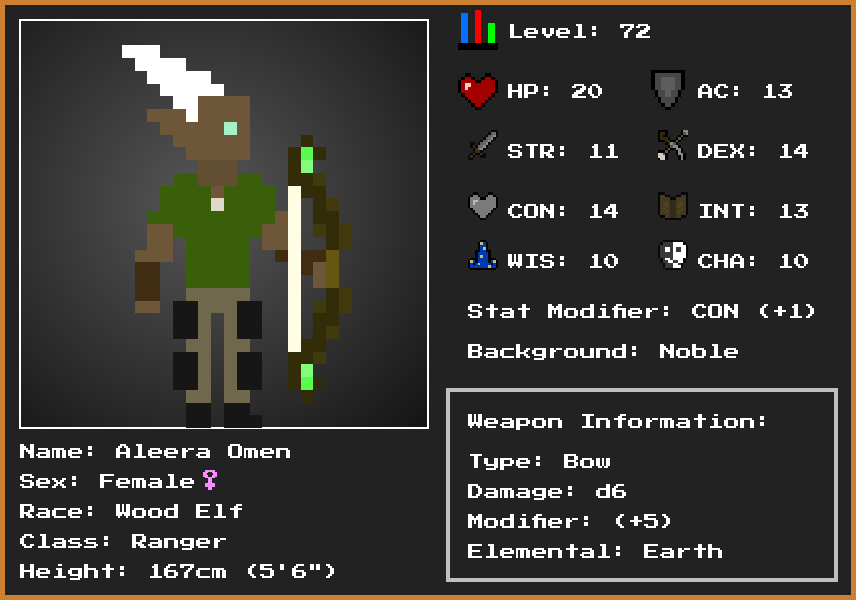 Level: 72
HP: 20 AC: 13
STR: 11 DEX: 14
CON: 14 INT: 13
WIS: 10 CHA: 10
Stat Modifier: CON (+1)
Background: Noble
Weapon Information:
Type: Bow
Damage: d6
Modifier: (+5)
Elemental: Earth
Name: Aleera Omen
Sex: Female♀
Race: Wood Elf
Class: Ranger
Height: 167cm (5'6")